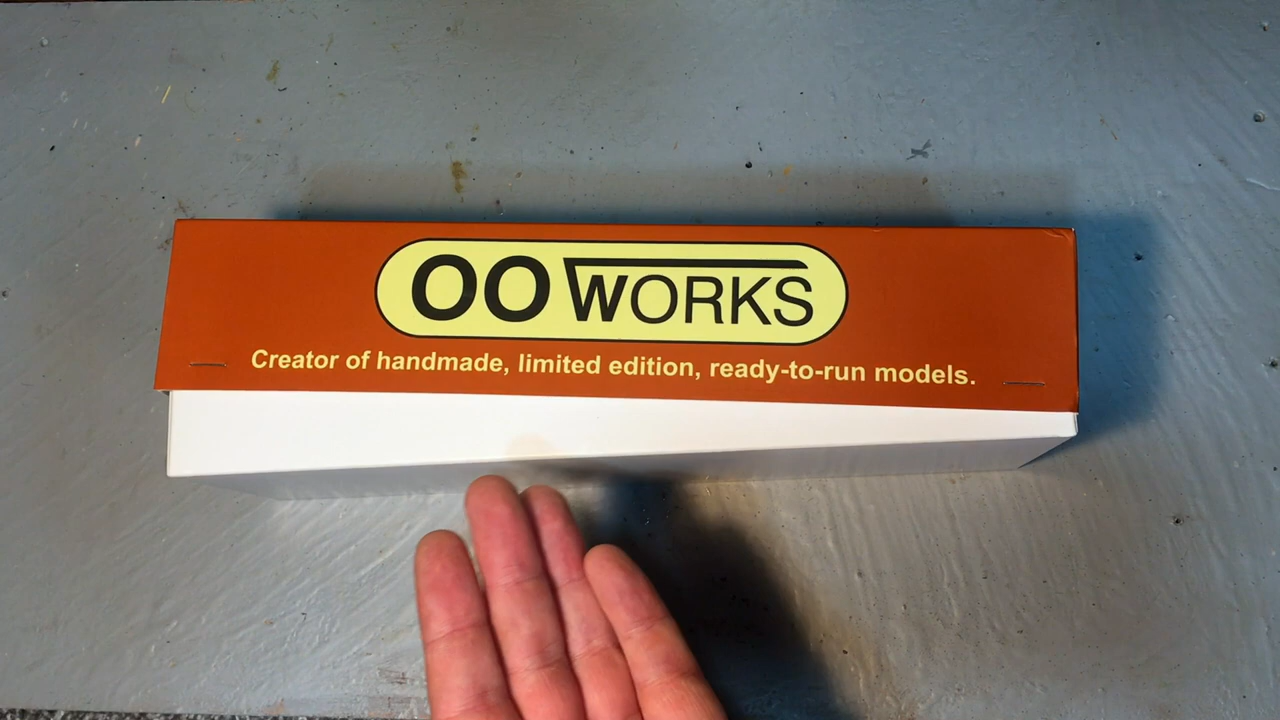 OO WORKS
Creator of handmade, limited edition, ready-to-run models.